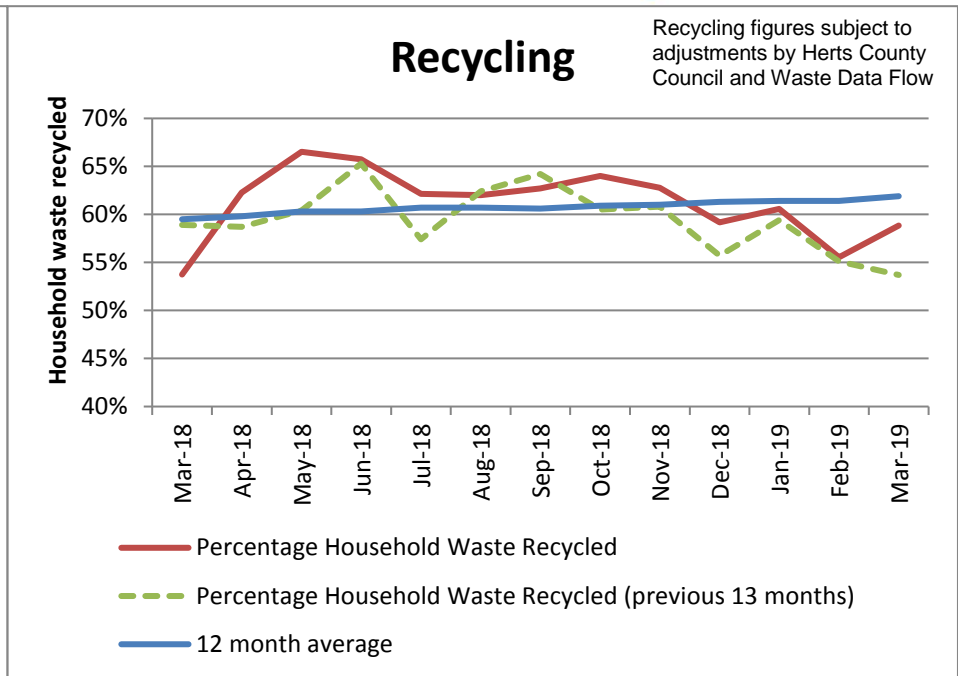 Recycling
Recycling figures subject to
adjustments by Herts County
Council and Waste Data Flow
Household waste recycled
70%
65%
60%
55%
50%
45%
40%
Mar-18
Apr-18
May-18
Jun-18
Jul-18
Aug-18
Sep-18
Oct-18
Nov-18
Dec-18
Jan-19
Feb-19
Mar-19
Percentage Household Waste Recycled
Percentage Household Waste Recycled (previous 13 months)
12 month average